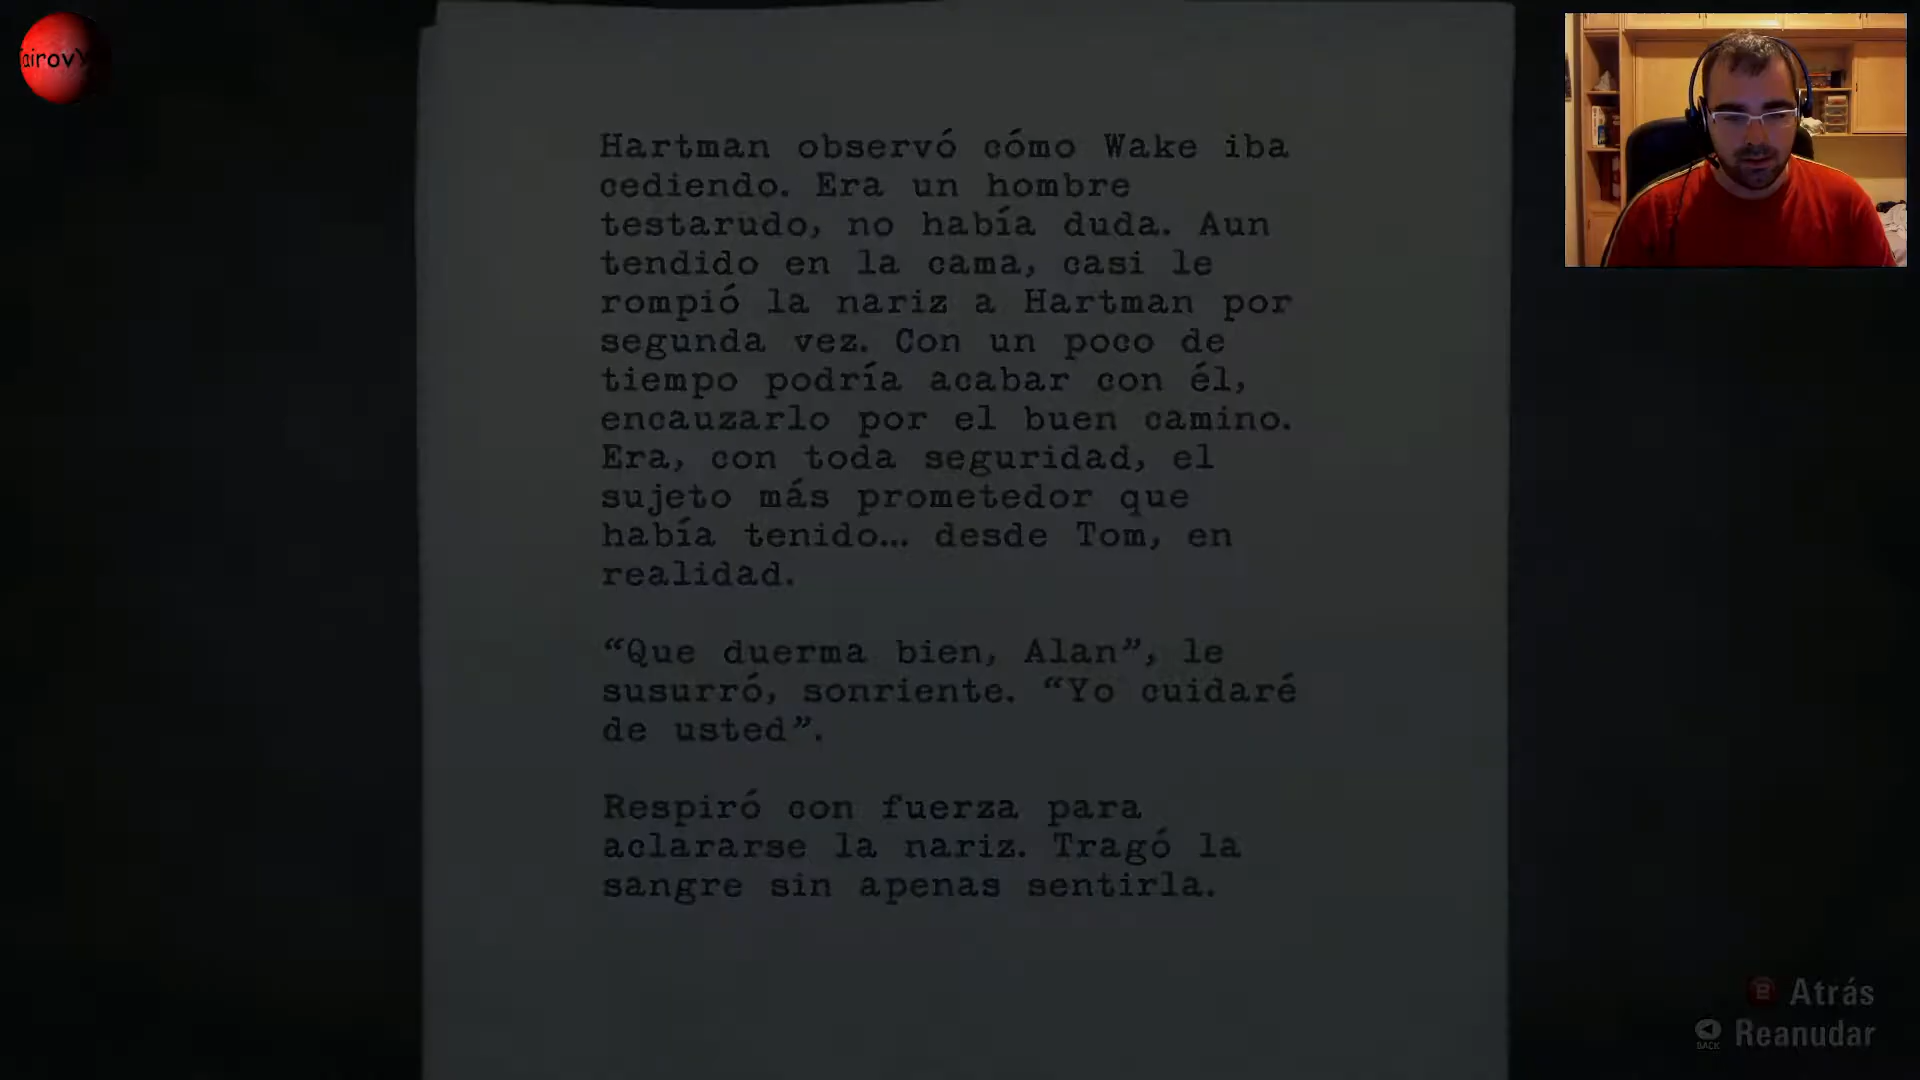 airovY
Hartman observó cómo Wake iba
cediendo. Era un hombre
testarudo, no había duda. Aun
tendido en la cama, casi le
rompió la nariz a Hartman por
segunda vez. Con un poco de
tiempo podría acabar con él,
encauzarlo por el buen camino.
Era, con toda seguridad, el
sujeto más prometedor que
había tenido... desde Tom, en
realidad.
“Que duerma bien, Alan”, le
susurró, sonriente. “Yo cuidaré
de usted”.
Respiró con fuerza para
aclararse la nariz. Tragó la
sangre sin apenas sentirla.
B Atrás
BACK Reanudar